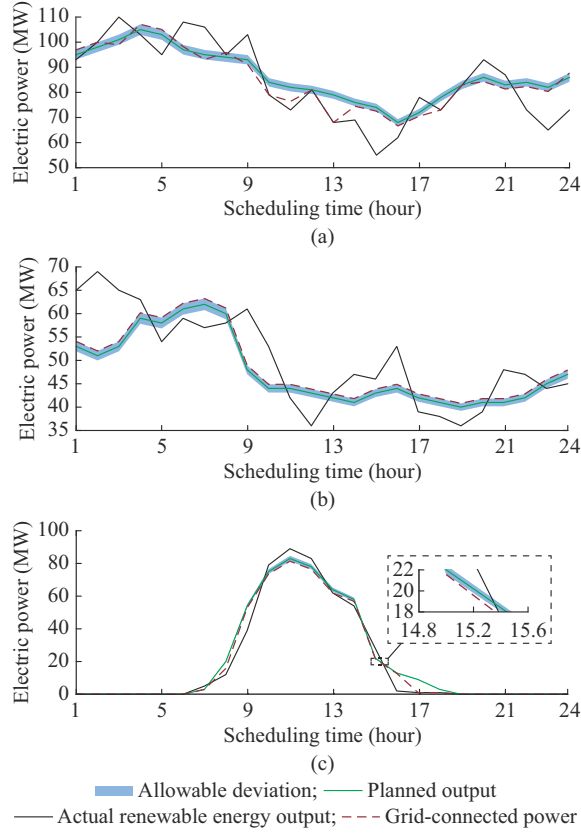 Electric power (MW)
110
100
90
80
70
60
50
1 5 9 13 17 21 24
Scheduling time (hour)
(a)
Electric power (MW)
70
65
60
55
50
45
40
35
1 5 9 13 17 21 24
Scheduling time (hour)
(b)
Electric power (MW)
100
80
60
40
20
0
22
20
18
14.8 15.2 15.6
1 5 9 13 17 21 24
Scheduling time (hour)
(c)
Allowable deviation; Planned output
Actual renewable energy output; Grid-connected power